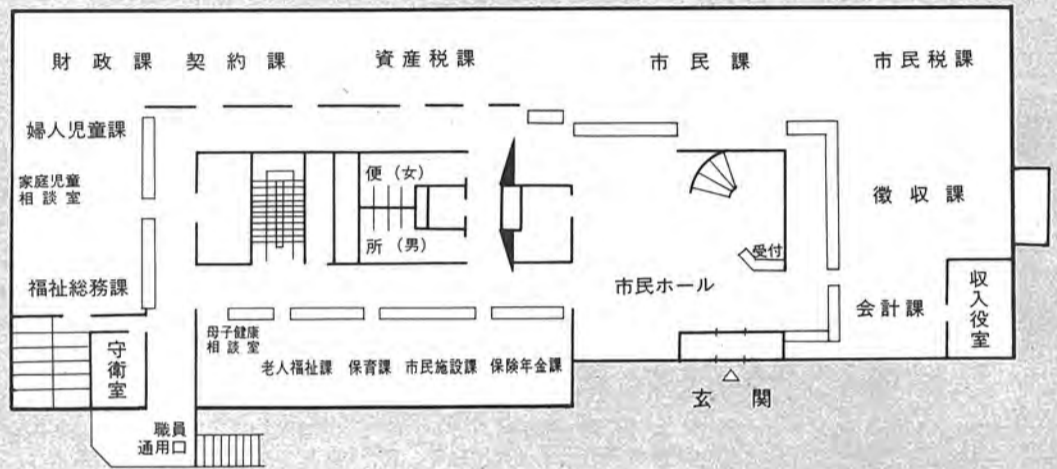 財政課 契約課 資産税課 市民課 市民税課
婦人児童課
家庭児童
相談室
便(女)
所(男)
徴収課
受付
福祉総務課
市民ホール
会計課
収入役室
守衛室
母子健康
相談室
老人福祉課 保育課 市民施設課 保険年金課
玄関
職員
通用口